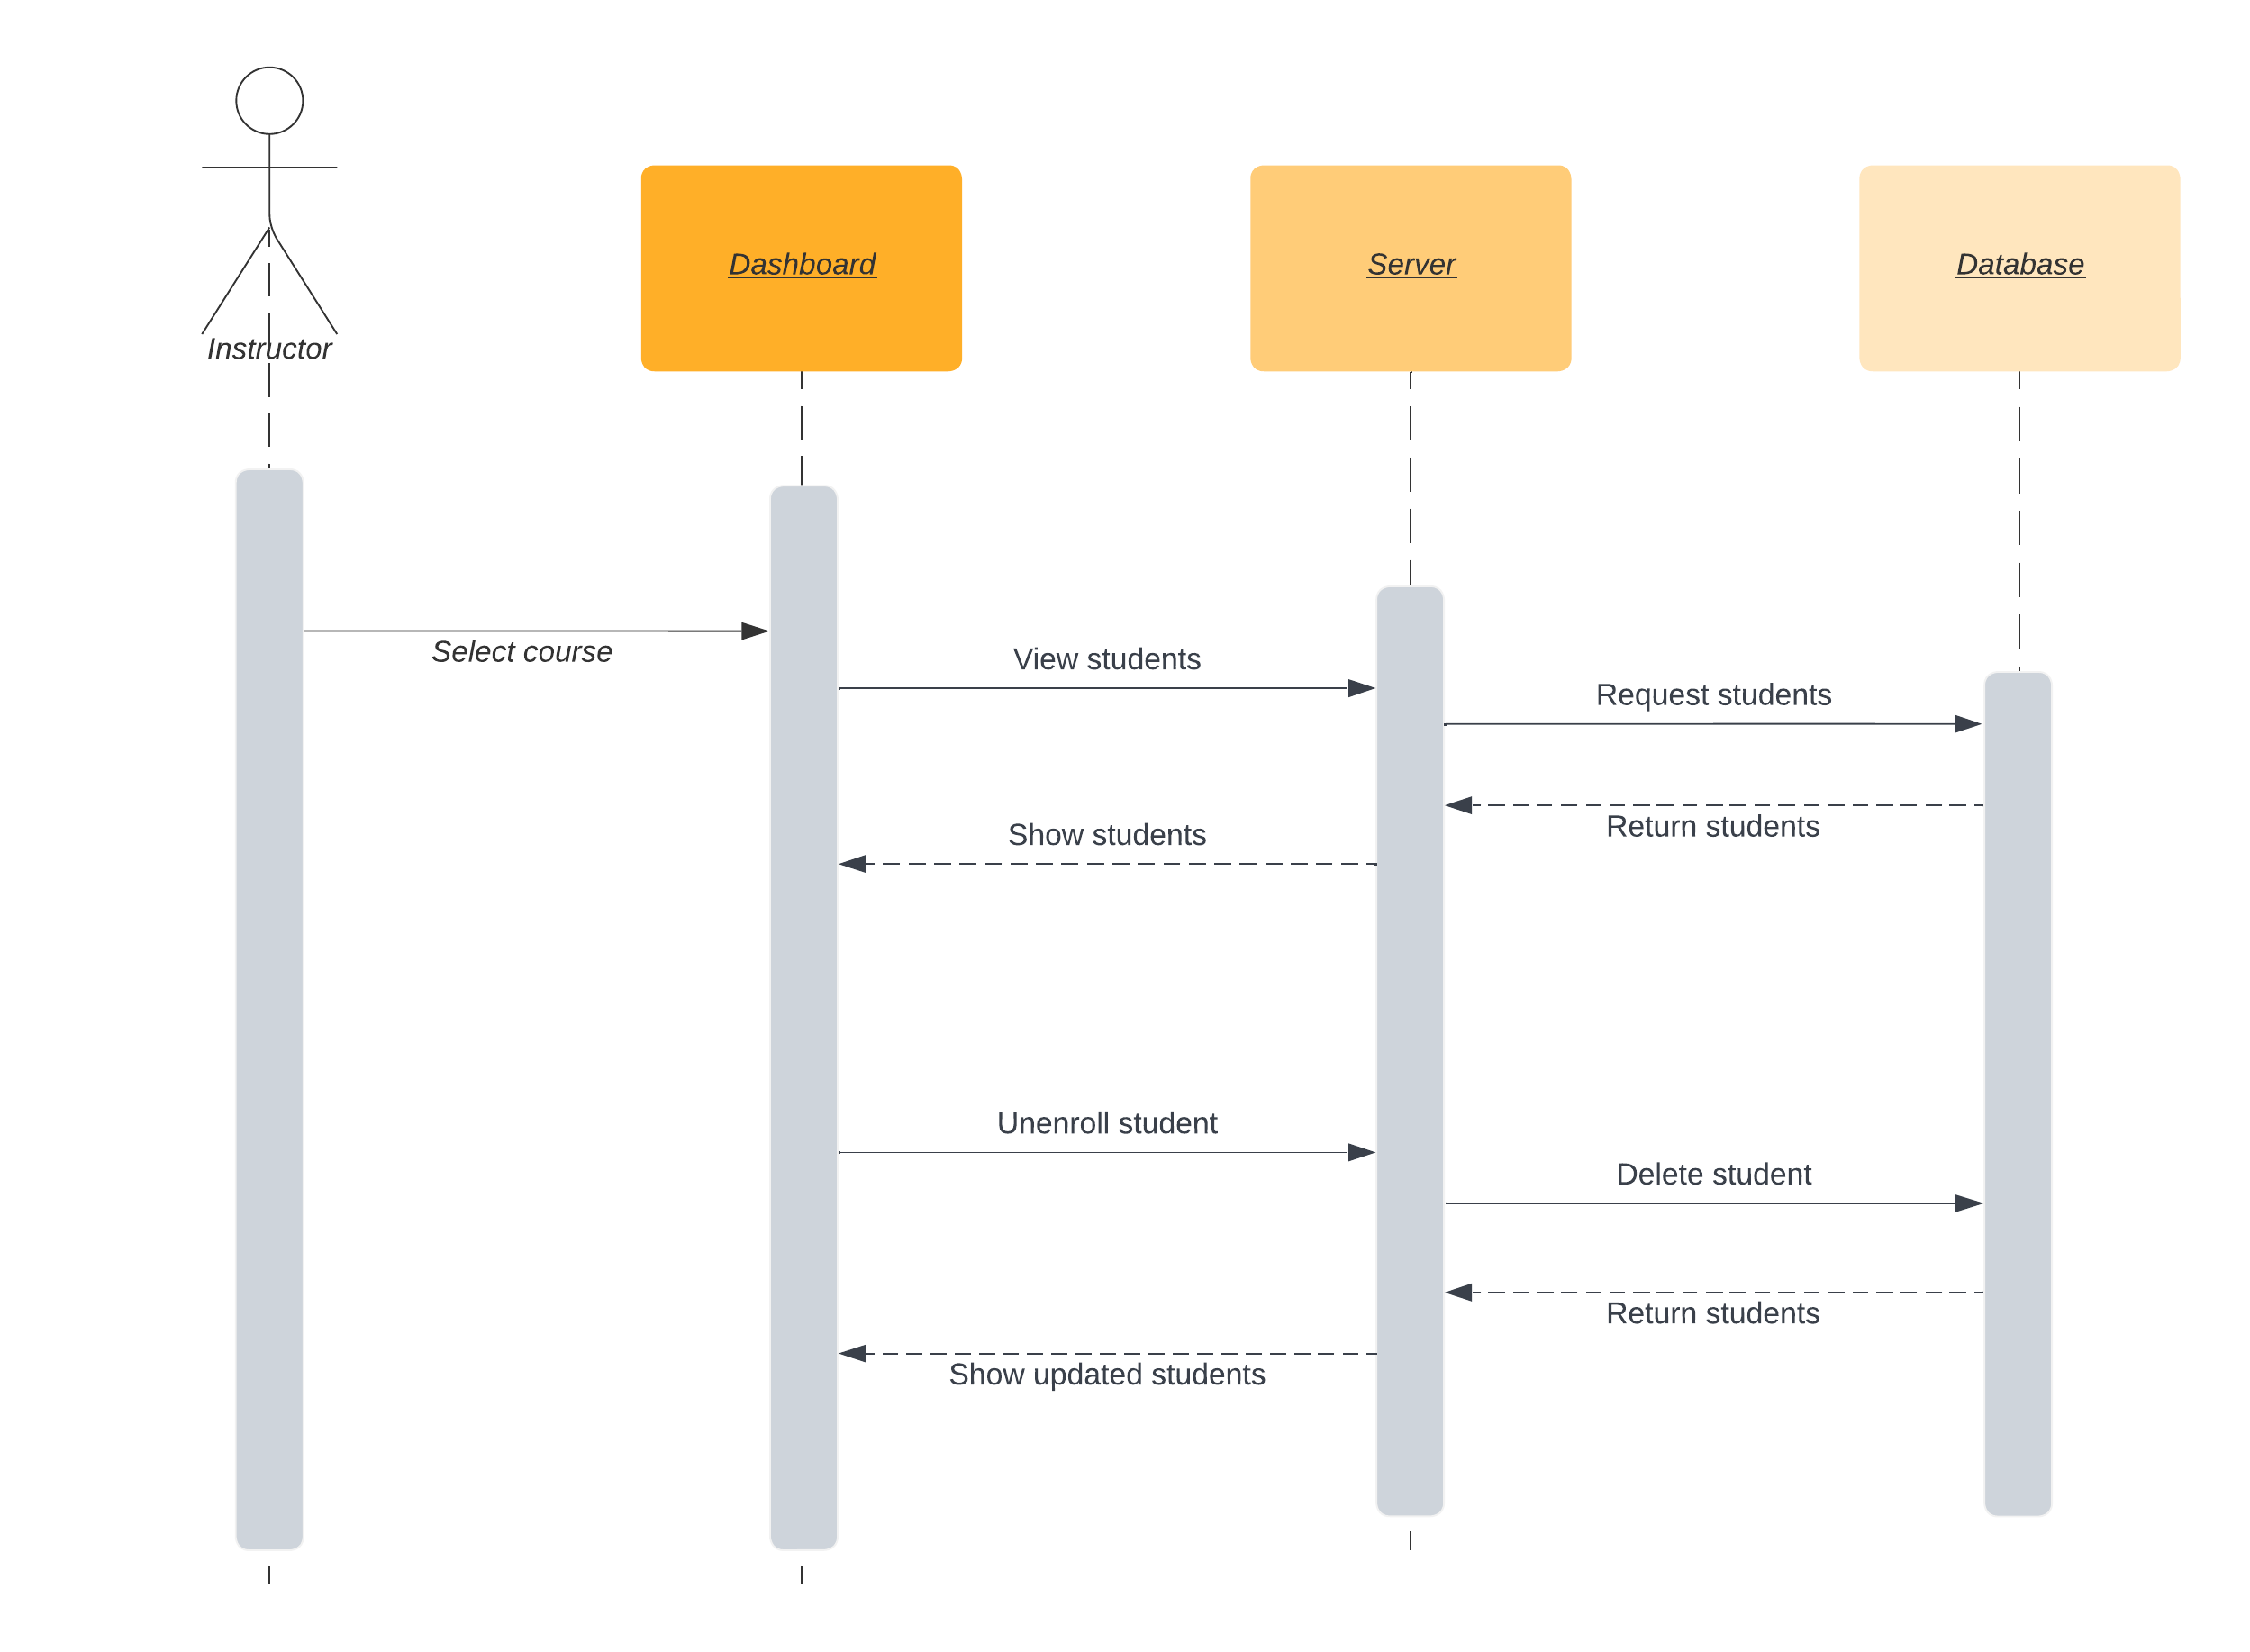 Dashboard
Server
Database
Instructor
Select course
View students
Request students
Return students
Show students
Unenroll student
Delete student
Return students
Show updated students